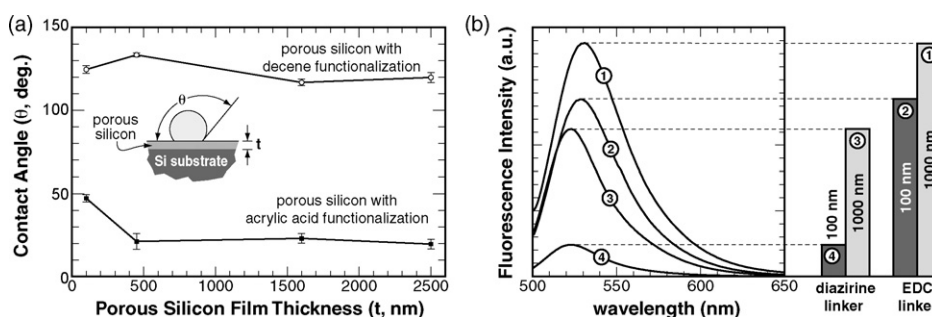 (a)
150
100
50
0
Contact Angle (θ, deg.)
porous silicon with
decene functionalization
θ
porous
silicon
t
Si substrate
porous silicon with
acrylic acid functionalization
0 500 1000 1500 2000 2500
Porous Silicon Film Thickness (t, nm)
(b)
Fluorescence Intensity (a.u.)
1
2
3
4
500 550 600 650
wavelength (nm)
100 nm
4
1000 nm
3
diazirine
linker
100 nm
2
1000 nm
1
EDC
linke